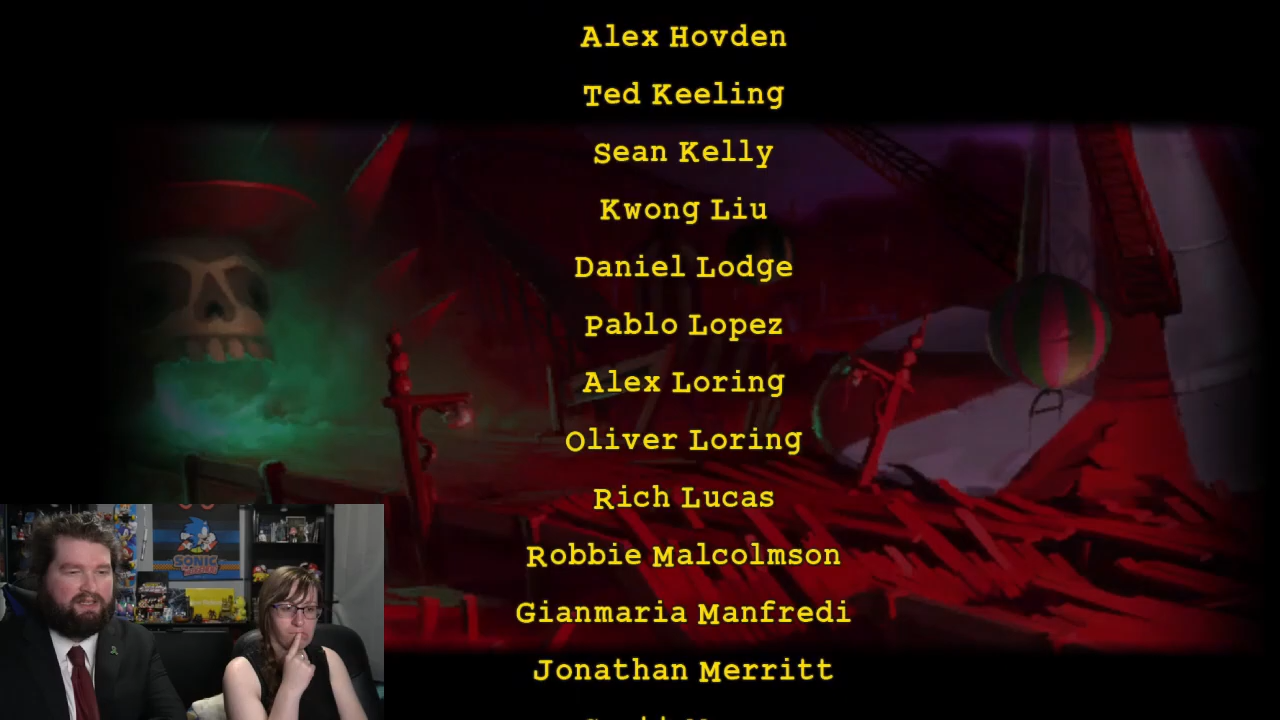 Alex Hovden
Ted Keeling
Sean Kelly
Kwong Liu
Daniel Lodge
Pablo Lopez
Alex Loring
Oliver Loring
Rich Lucas
Robbie Malcolmson
Gianmaria Manfredi
Jonathan Merritt
SONIC